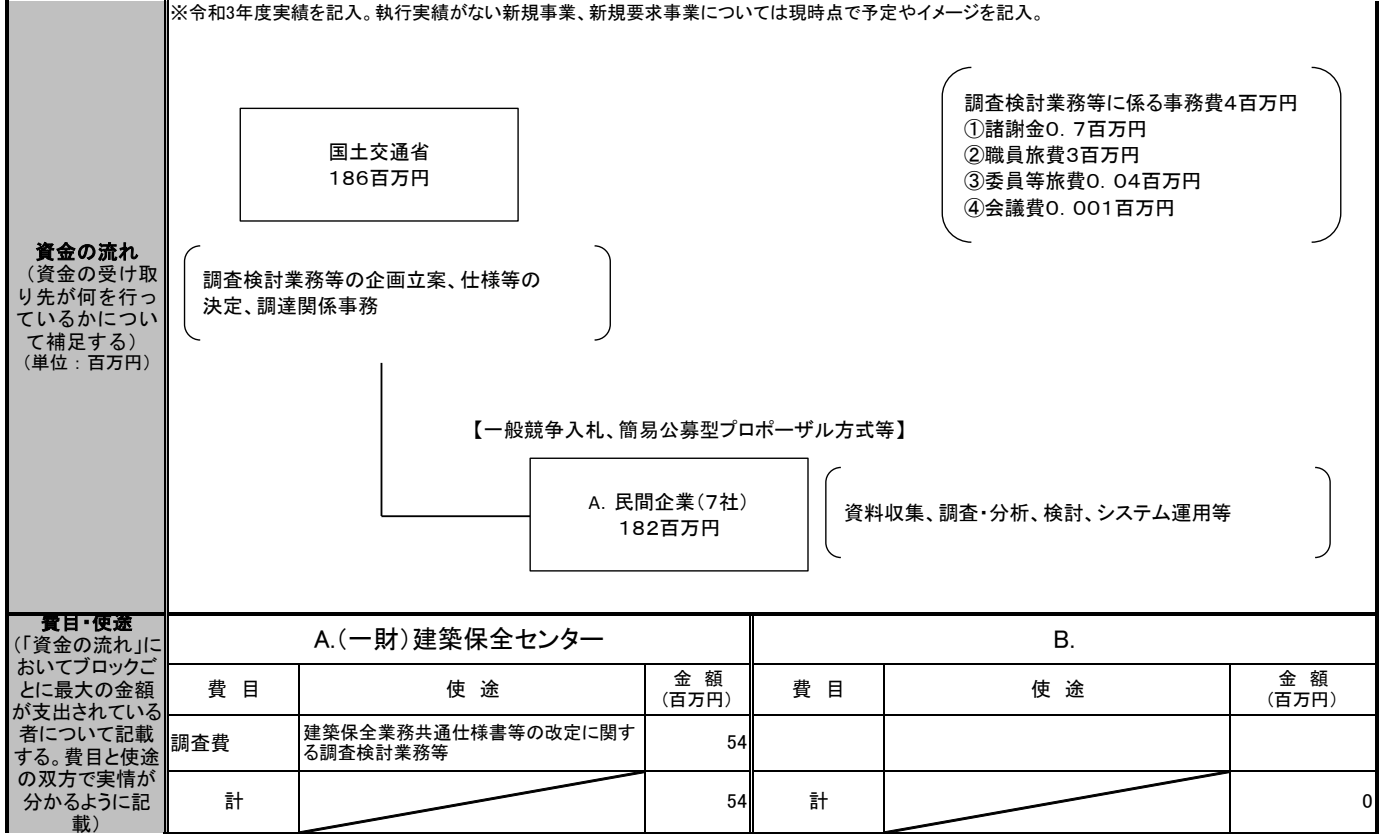 ※令和3年度実績を記入。執行実績がない新規事業、新規要求事業については現時点で予定やイメージを記入。
資金の流れ
（資金の受け取
り先が何を行っ
ているかについ
て補足する）
（単位：百万円）
国土交通省
１８６百万円
調査検討業務等に係る事務費４百万円
①諸謝金０．７百万円
②職員旅費３百万円
③委員等旅費０．０４百万円
④会議費０．００１百万円
調査検討業務等の企画立案、仕様等の
決定、調達関係事務
【一般競争入札、簡易公募型プロポーザル方式等】
A．民間企業（７社）
１８２百万円
資料収集、調査・分析、検討、システム運用等
費目・使途
（「資金の流れ」に
おいてブロックご
とに最大の金額
が支出されている
者について記載
する。費目と使途
の双方で実情が
分かるように記
載）
A.（一財）建築保全センター
B.
費　目
使　途
金　額
（百万円）
費　目
使　途
金　額
（百万円）
調査費
建築保全業務共通仕様書等の改定に関す
る調査検討業務等
54
計
54
計
0